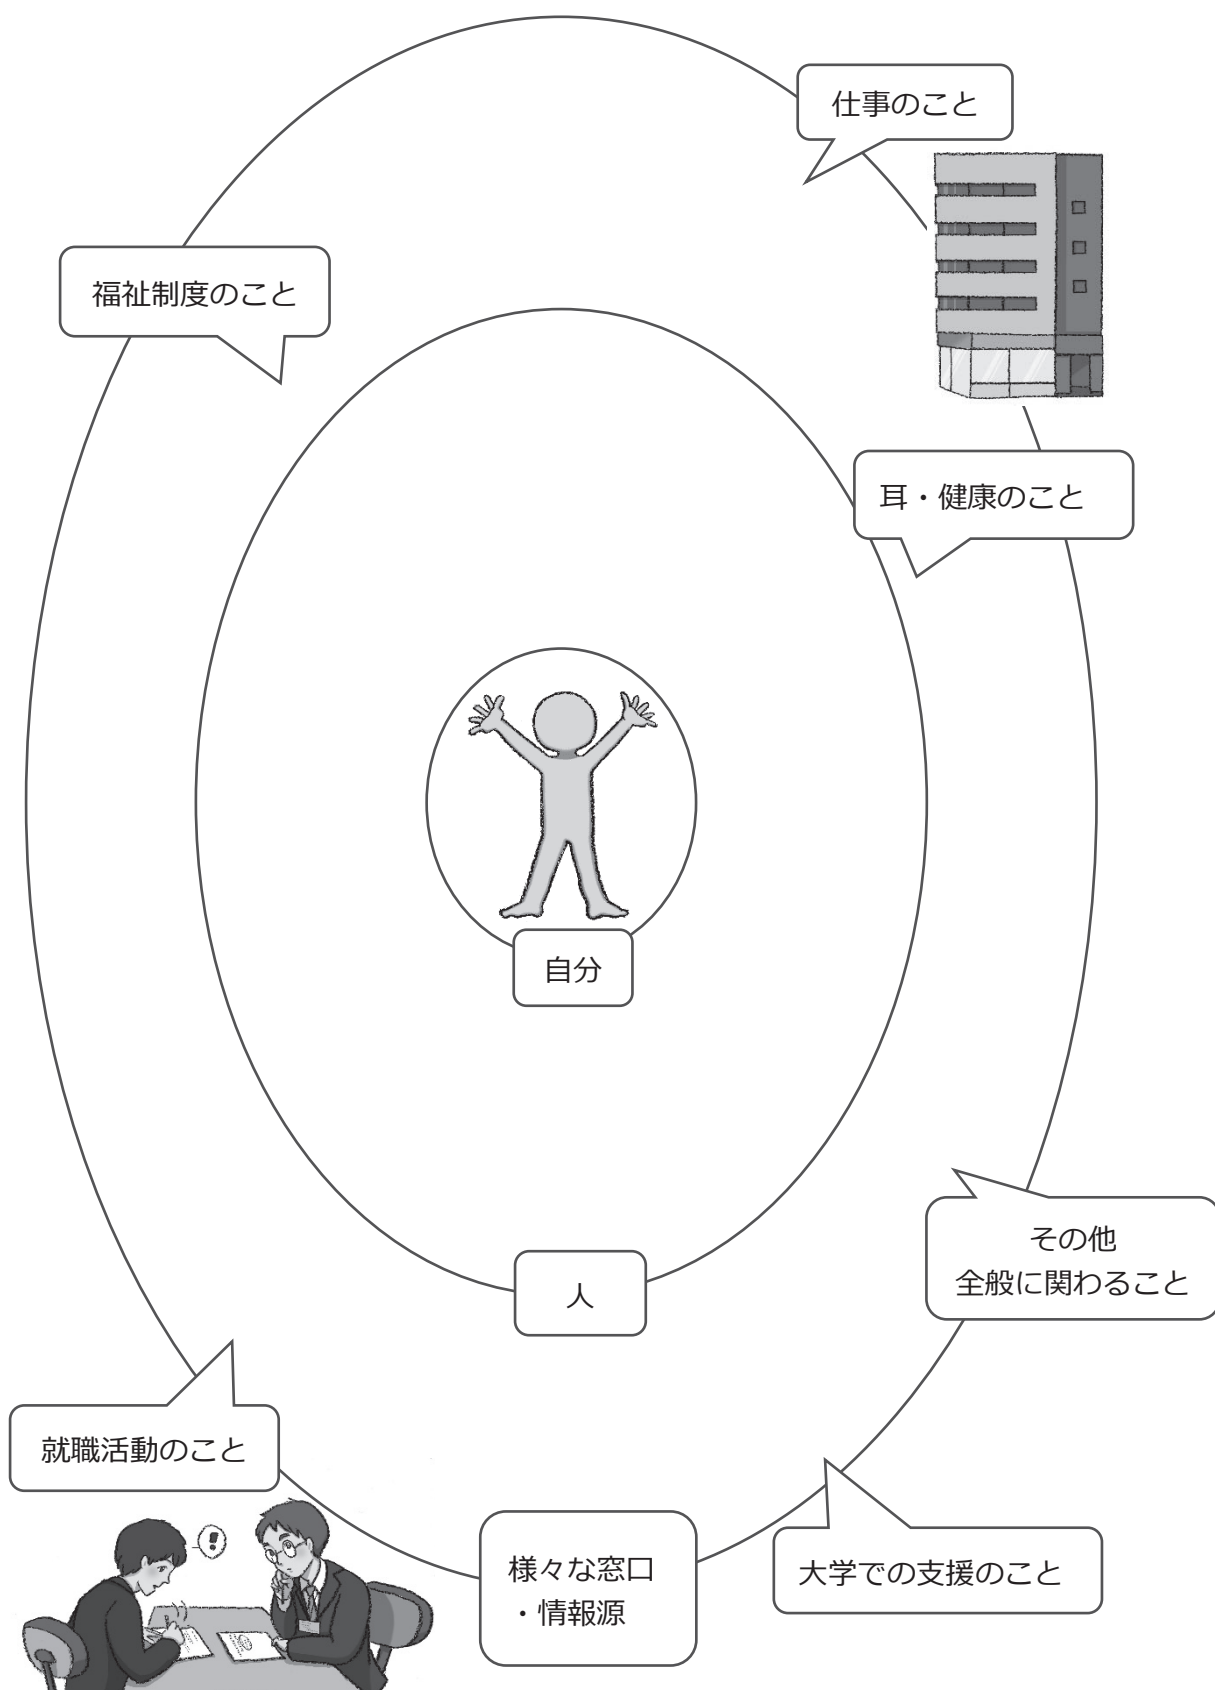 仕事のこと
福祉制度のこと
耳・健康のこと
自分
その他
全般に関わること
人
就職活動のこと
様々な窓口
・情報源
大学での支援のこと